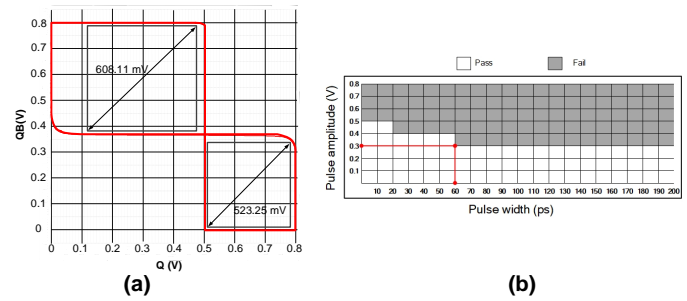 0.8
0.7
0.6
0.5
0.4
0.3
0.2
0.1
0
QB(V)
608.11 mV
523.25 mV
0 0.1 0.2 0.3 0.4 0.5 0.6 0.7 0.8
Q (V)
(a)
Pass Fail
Pulse amplitude (V)
0.8
0.7
0.6
0.5
0.4
0.3
0.2
0.1
10 20 30 40 50 60 70 80 90 100 110 120 130 140 150 160 170 180 190 200
Pulse width (ps)
(b)